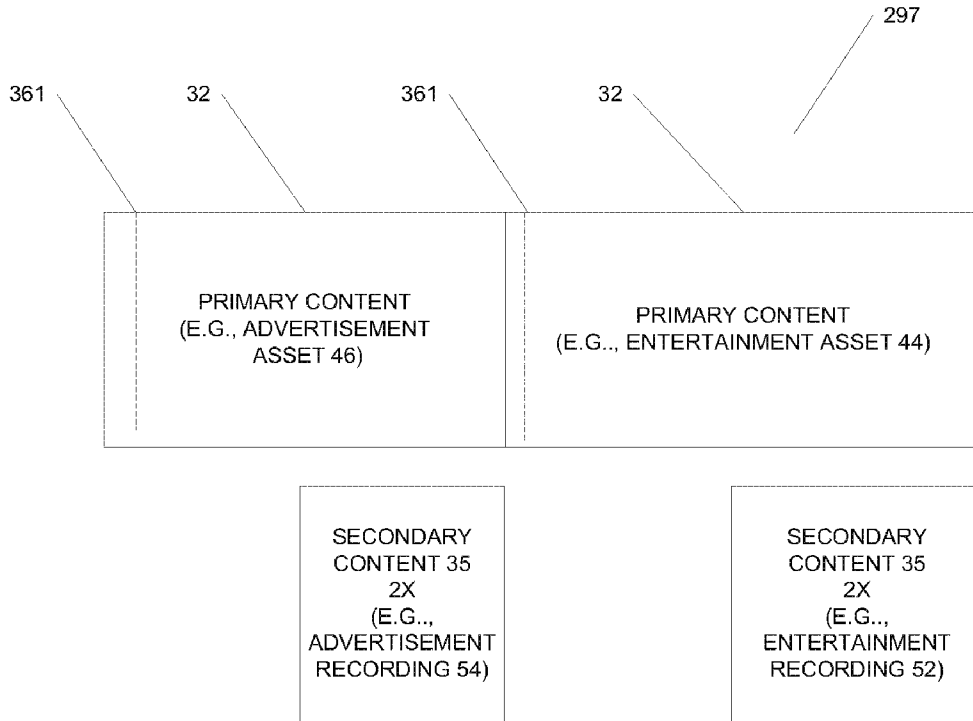 297
361
32
361
32
PRIMARY CONTENT
(E.G., ADVERTISEMENT
ASSET 46)
PRIMARY CONTENT
(E.G.., ENTERTAINMENT ASSET 44)
SECONDARY
CONTENT 35
2X
(E.G..,
ADVERTISEMENT
RECORDING 54)
SECONDARY
CONTENT 35
2X
(E.G..,
ENTERTAINMENT
RECORDING 52)